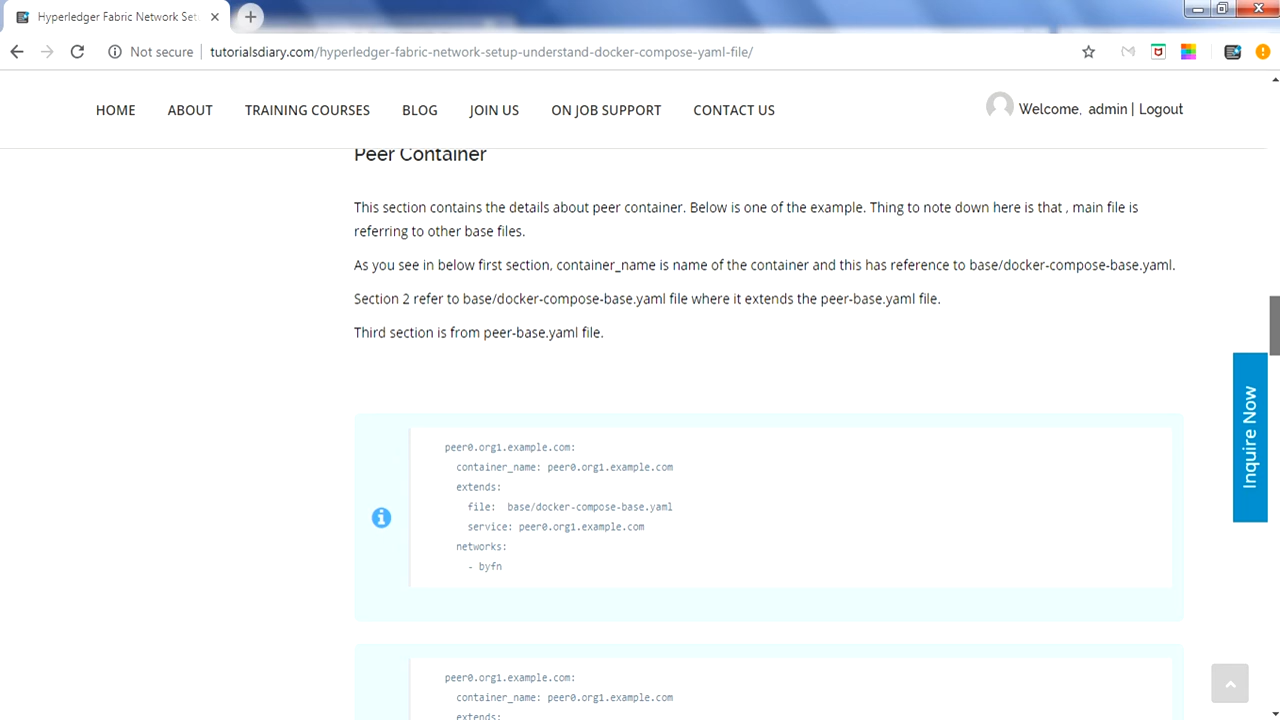 Hyperledger Fabric Network Set
Not secure
tutorialsdiary.com/hyperledger-fabric-network-setup-understand-docker-compose-yaml-file/
HOME ABOUT TRAINING COURSES BLOG JOIN US ON JOB SUPPORT CONTACT US
Welcome, admin | Logout
Peer Container
This section contains the details about peer container. Below is one of the example. Thing to note down here is that , main file is
referring to other base files.
As you see in below first section, container_name is name of the container and this has reference to base/docker-compose-base.yaml.
Section 2 refer to base/docker-compose-base.yaml file where it extends the peer-base.yaml file.
Third section is from peer-base.yaml file.
Inquire Now
peer0.org1.example.com:
container_name: peer0.org1.example.com
extends:
file: base/docker-compose-base.yaml
service: peer0.org1.example.com
networks:
- byfn
peer0.org1.example.com:
container_name: peer0.org1.example.com
extends: